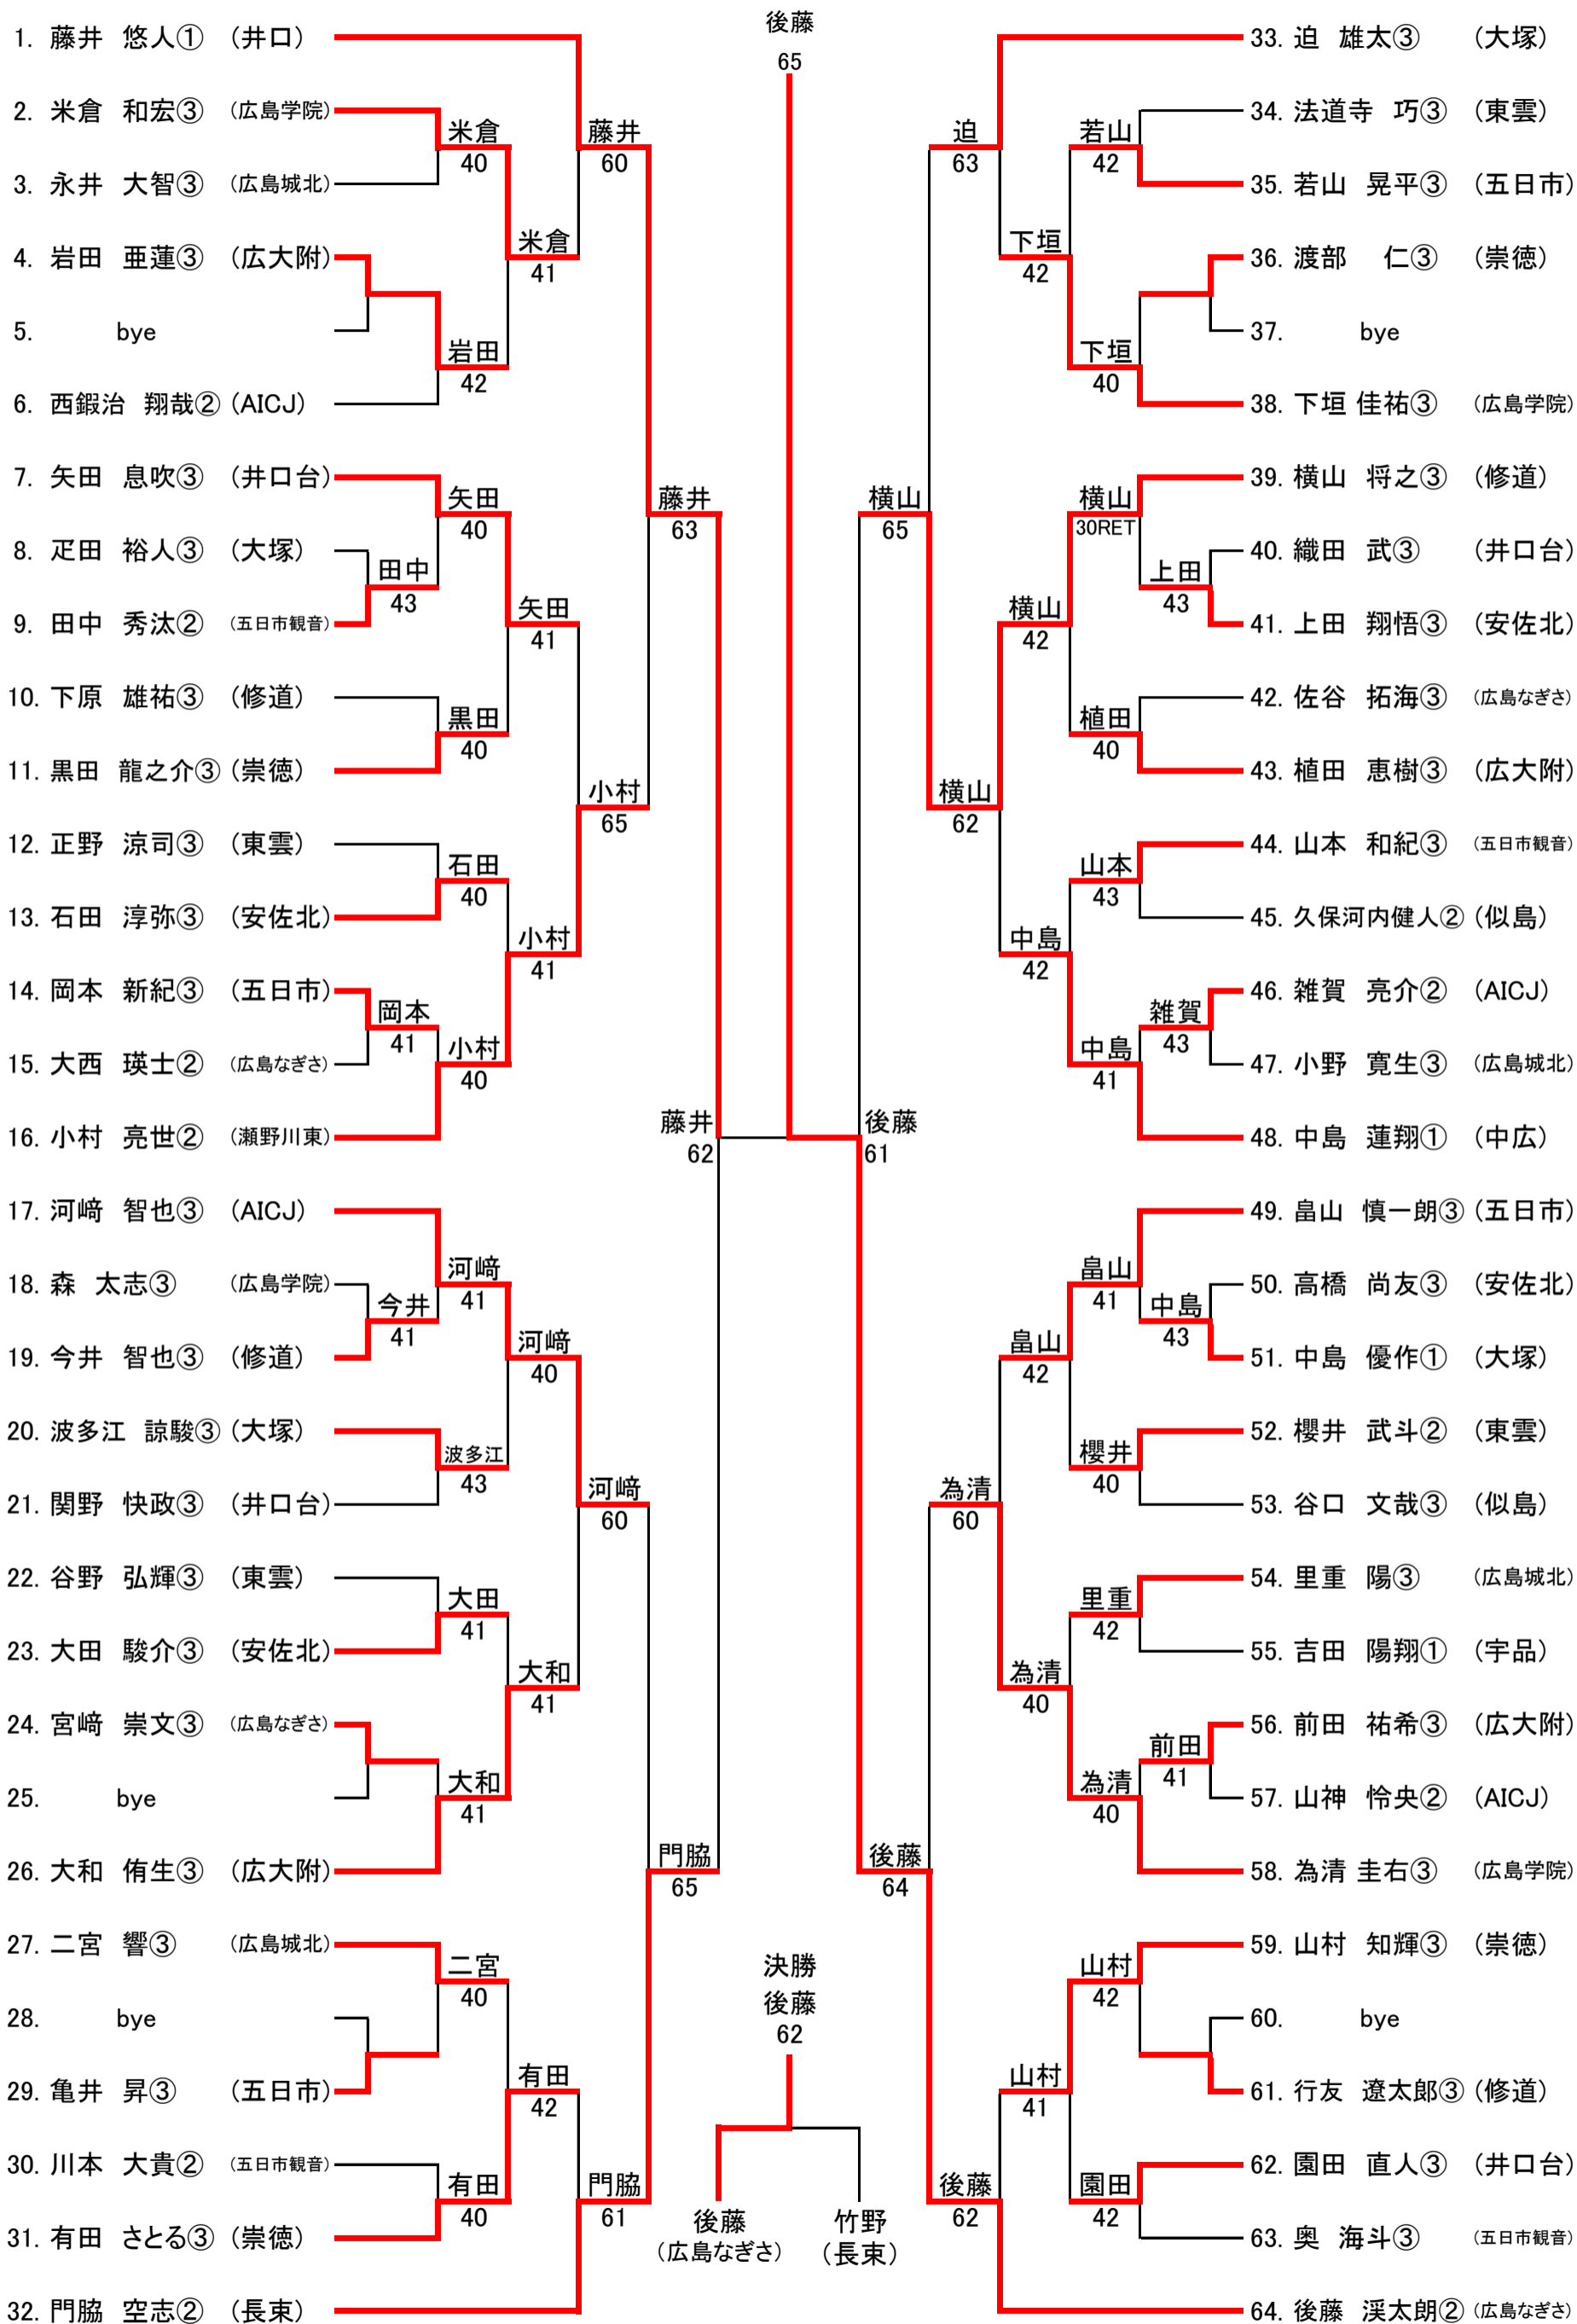 1. 藤井 悠人① (井口)
2. 米倉 和宏③ (広島学院)
3. 永井 大智③ (広島城北)
4. 岩田 亜蓮③ (広大附)
5. bye
6. 西鍜治 翔哉② (AICJ)
7. 矢田 息吹③ (井口台)
8. 疋田 裕人③ (大塚)
9. 田中 秀汰② (五日市観音)
10. 下原 雄祐③ (修道)
11. 黒田 龍之介③ (崇徳)
12. 正野 涼司③ (東雲)
13. 石田 淳弥③ (安佐北)
14. 岡本 新紀③ (五日市)
15. 大西 瑛士② (広島なぎさ)
16. 小村 亮世② (瀬野川東)
17. 河﨑 智也③ (AICJ)
18. 森 太志③ (広島学院)
19. 今井 智也③ (修道)
20. 波多江 諒駿③ (大塚)
21. 関野 快政③ (井口台)
22. 谷野 弘輝③ (東雲)
23. 大田 駿介③ (安佐北)
24. 宮﨑 崇文③ (広島なぎさ)
25. bye
26. 大和 侑生③ (広大附)
27. 二宮 響③ (広島城北)
28. bye
29. 亀井 昇③ (五日市)
30. 川本 大貴② (五日市観音)
31. 有田 さとる③ (崇徳)
32. 門脇 空志② (長束)
田中
43
岡本
41
今井
41
米倉
40
岩田
42
矢田
40
黒田
40
石田
40
小村
40
河﨑
41
波多江
43
大田
41
大和
41
二宮
40
有田
40
米倉
41
矢田
41
小村
41
河﨑
40
大和
41
有田
42
藤井
60
小村
65
河﨑
60
門脇
61
藤井
63
門脇
65
藤井
62
後藤
65
後藤
61
横山
65
後藤
64
迫
63
横山
62
為清
60
後藤
62
下垣
42
横山
42
中島
42
畠山
42
為清
40
山村
41
若山
42
下垣
40
横山
30RET
植田
40
山本
43
中島
41
畠山
41
櫻井
40
里重
42
為清
40
山村
42
園田
42
上田
43
雑賀
43
中島
43
前田
41
33. 迫 雄太③ (大塚)
34. 法道寺 巧③ (東雲)
35. 若山 晃平③ (五日市)
36. 渡部 仁③ (崇徳)
37. bye
38. 下垣 佳祐③ (広島学院)
39. 横山 将之③ (修道)
40. 織田 武③ (井口台)
41. 上田 翔悟③ (安佐北)
42. 佐谷 拓海③ (広島なぎさ)
43. 植田 恵樹③ (広大附)
44. 山本 和紀③ (五日市観音)
45. 久保河内健人② (似島)
46. 雑賀 亮介② (AICJ)
47. 小野 寛生③ (広島城北)
48. 中島 蓮翔① (中広)
49. 畠山 慎一朗③ (五日市)
50. 高橋 尚友③ (安佐北)
51. 中島 優作① (大塚)
52. 櫻井 武斗② (東雲)
53. 谷口 文哉③ (似島)
54. 里重 陽③ (広島城北)
55. 吉田 陽翔① (宇品)
56. 前田 祐希③ (広大附)
57. 山神 怜央② (AICJ)
58. 為清 圭右③ (広島学院)
59. 山村 知輝③ (崇徳)
60. bye
61. 行友 遼太郎③ (修道)
62. 園田 直人③ (井口台)
63. 奥 海斗③ (五日市観音)
64. 後藤 渓太朗② (広島なぎさ)
決勝
後藤
62
後藤 竹野
(広島なぎさ) (長束)